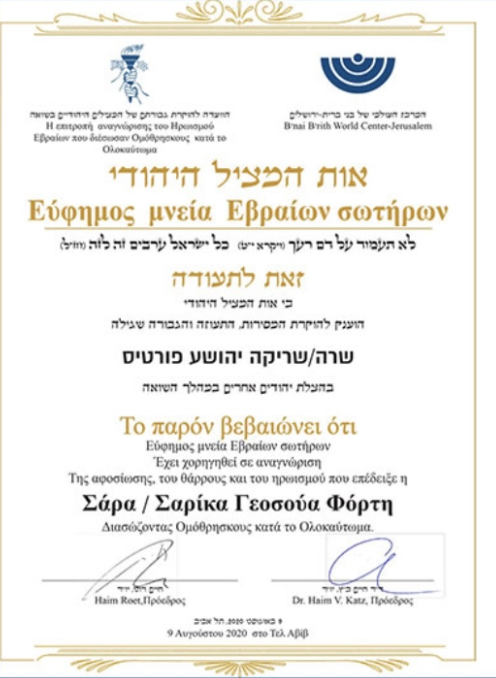 הוועדה להוקרת גבורתם של המצילים היהודיים בשואה
Η επιτροπή αναγνώρισης του Ηρωισμού
Εβραίων που διέσωσαν Ομόθρησκους κατά το
Ολοκαύτωμα
המרכז העולמי של בני ברית-ירושלים
B'nai B'rith World Center-Jerusalem
אות המציל היהודי
Εύφημος μνεία Εβραίων σωτήρων
לא תעמוד על דם רעך (ויקרא י"ט) כל ישראל ערבים זה לזה (חז"ל)
זאת לתעודה
כי אות המציל היהודי
הוענק להוקרת המסירות, התעוזה והגבורה שגילה
שרה/שריקה יהושע פורטיס
בהצלת יהודים אחרים במהלך השואה
Το παρόν βεβαιώνει ότι
Εύφημος μνεία Εβραίων σωτήρων
Έχει χορηγηθεί σε αναγνώριση
Της αφοσίωσης, του θάρρους και του ηρωισμού που επέδειξε η
Σάρα / Σαρίκα Γεοσούα Φόρτη
Διασώζοντας Ομόθρησκους κατά το Ολοκαύτωμα.
חיים רוט, יו"ר
Haim Roet,Πρόεδρος
ד"ר חיים כץ, יו"ר
Dr. Haim V. Katz, Πρόεδρος
9 באוגוסט 2020, תל אביב
9 Αυγούστου 2020 στο Τελ Αβίβ